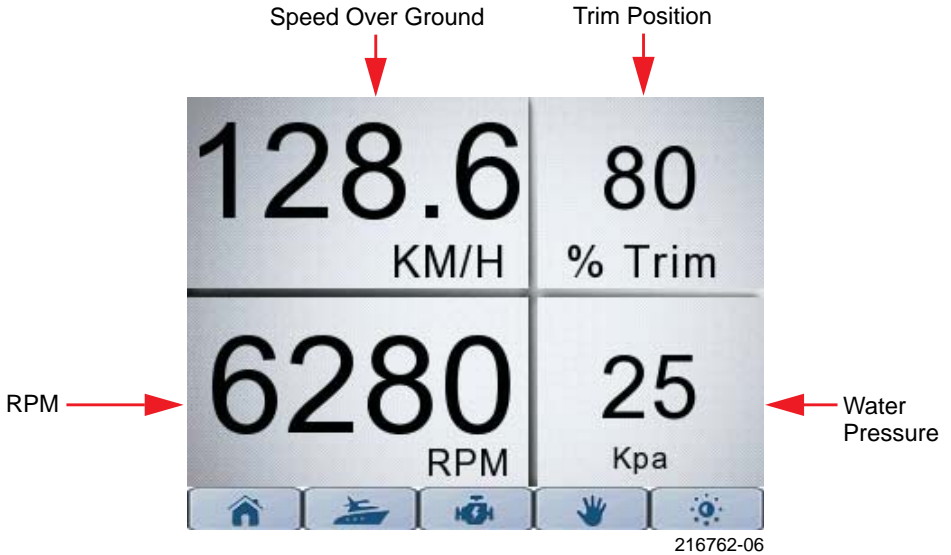 Speed Over Ground
Trim Position
128.6
KM/H
80
% Trim
RPM
6280
RPM
25
Kpa
Water
Pressure
216762-06